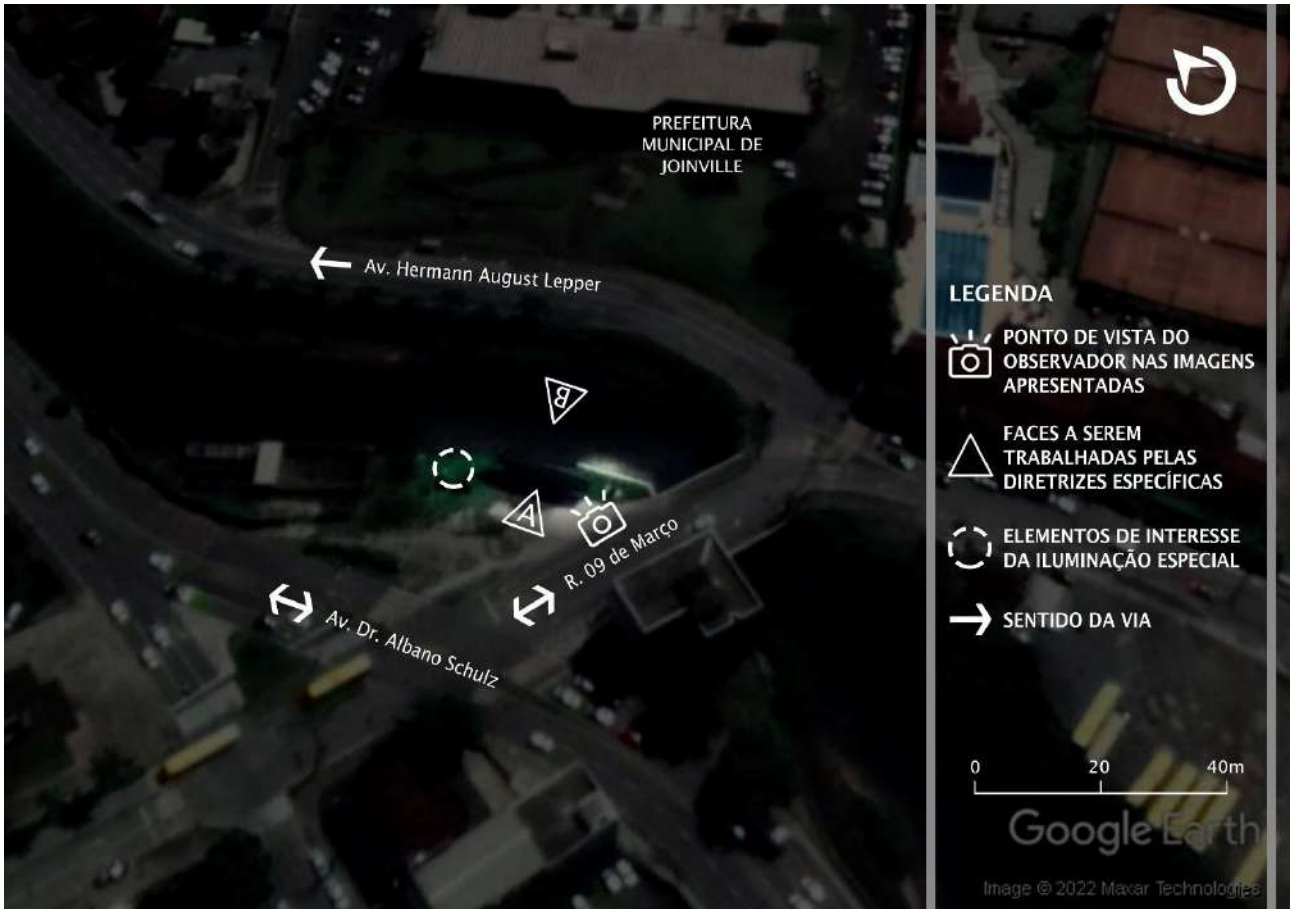 PREFEITURA
MUNICIPAL DE
JOINVILLE
Av. Hermann August Lepper
B
A
R. 09 de Março
Av. Dr. Albano Schulz
LEGENDA
PONTO DE VISTA DO
OBSERVADOR NAS IMAGENS
APRESENTADAS
FACES A SEREM
TRABALHADAS PELAS
DIRETRIZES ESPECÍFICAS
ELEMENTOS DE INTERESSE
DA ILUMINAÇÃO ESPECIAL
SENTIDO DA VIA
0 20 40m
Google Earth
Image © 2022 Maxar Technologies